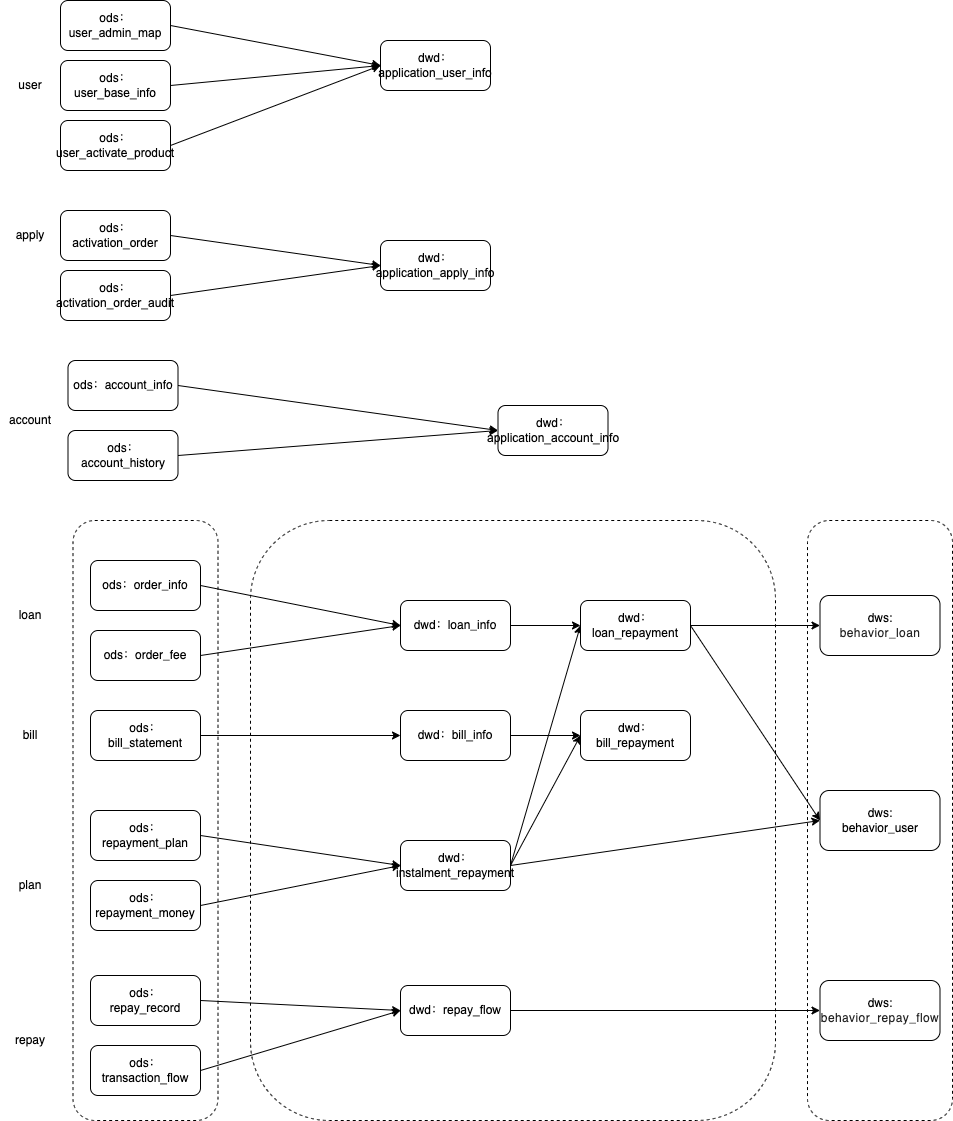 user
ods：
user_admin_map
ods：
user_base_info
ods：
user_activate_product
dwd：
application_user_info
apply
ods：
activation_order
ods：
activation_order_audit
dwd：
application_apply_info
account
ods：account_info
ods：
account_history
dwd：
application_account_info
loan
ods：order_info
ods：order_fee
dwd：loan_info
dwd：
loan_repayment
dws:
behavior_loan
bill
ods：
bill_statement
dwd：bill_info
dwd：
bill_repayment
plan
ods：
repayment_plan
ods：
repayment_money
dwd：
instalment_repayment
dws:
behavior_user
repay
ods：
repay_record
ods：
transaction_flow
dwd：repay_flow
dws:
behavior_repay_flow